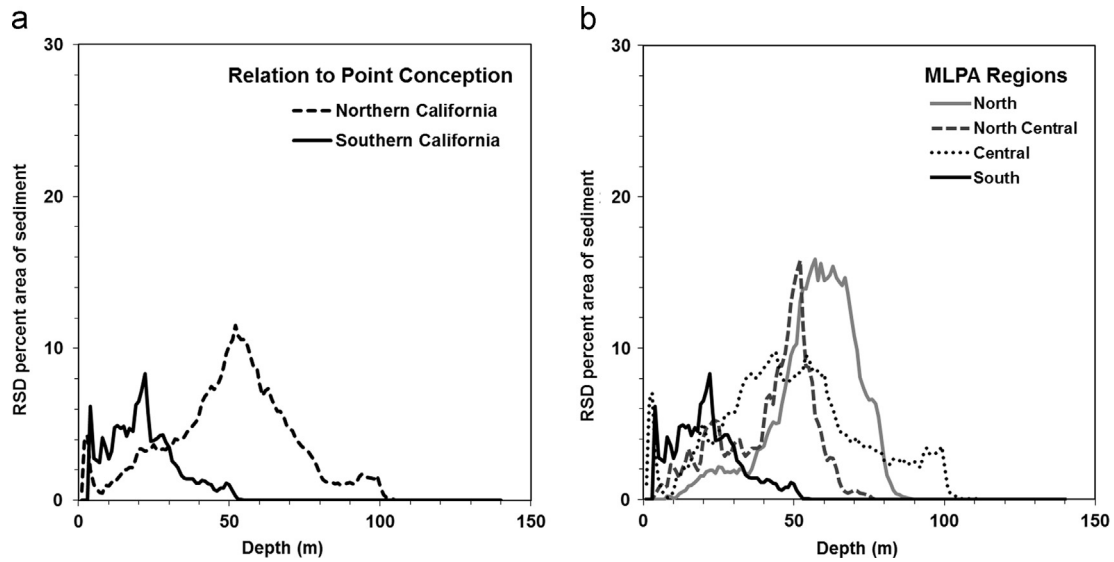 a
Relation to Point Conception
Northern California
Southern California
RSD percent area of sediment
30
20
10
0
0 50 100 150
Depth (m)
b
MLPA Regions
North
North Central
Central
South
RSD percent area of sediment
30
20
10
0
0 50 100 150
Depth (m)